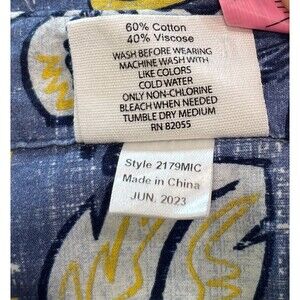 60% Cotton
40% Viscose
WASH BEFORE WEARING
MACHINE WASH WITH
LIKE COLORS
COLD WATER
ONLY NON-CHLORINE
BLEACH WHEN NEEDED
TUMBLE DRY MEDIUM
RN 82055
Style 2179MIC
Made in China
JUN. 2023